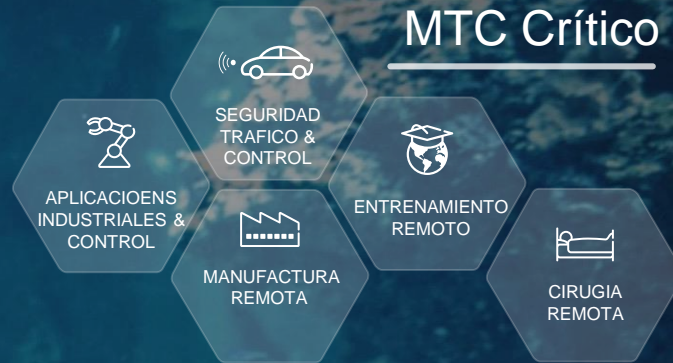 MTC Crítico
SEGURIDAD
TRAFICO &
CONTROL
APLICACIOENS
INDUSTRIALES &
CONTROL
ENTRENAMIENTO
REMOTO
MANUFACTURA
REMOTA
CIRUGIA
REMOTA